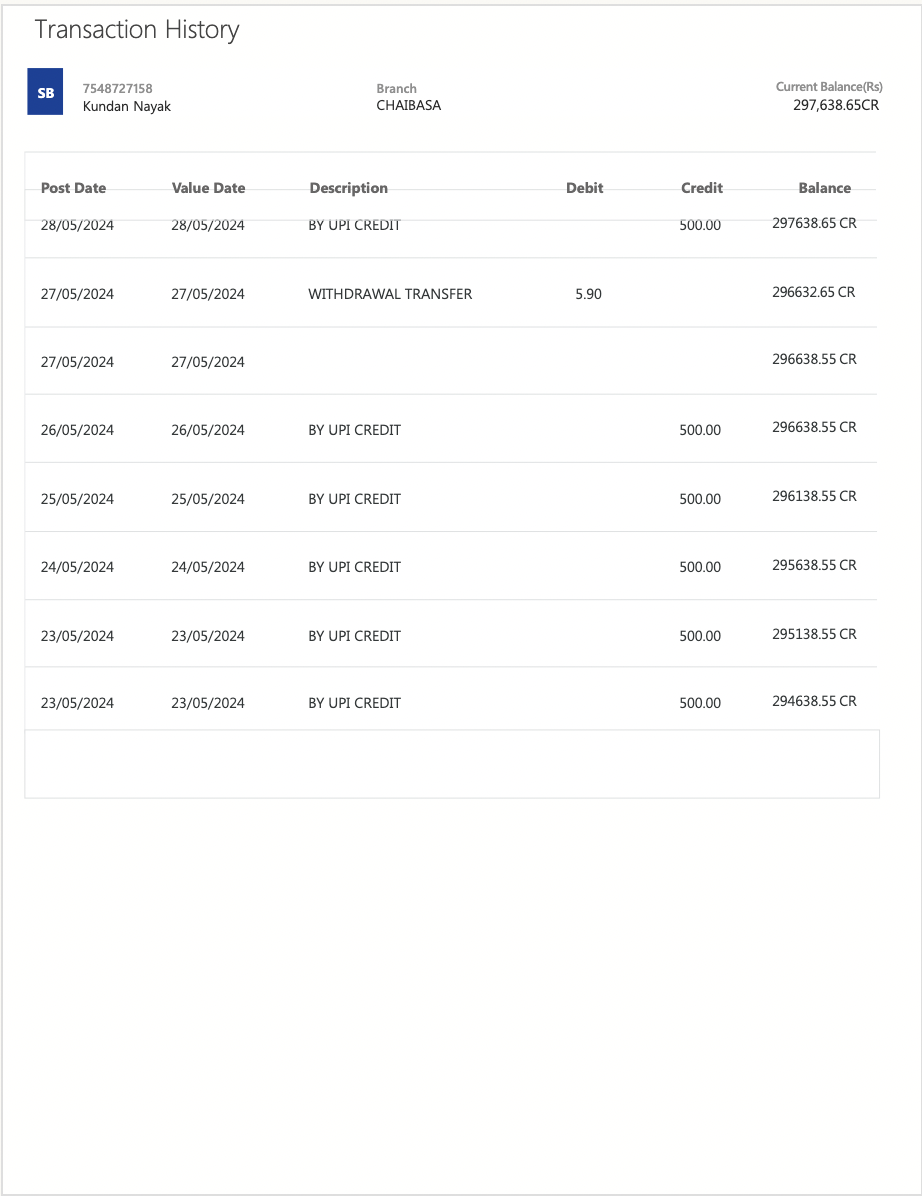 Transaction History
SB 7548727158 Branch Current Balance(Rs)
Kundan Nayak CHAIBASA 297,638.65CR
Post Date Value Date Description Debit Credit Balance
28/05/2024 28/05/2024 BY UPI CREDIT 500.00 297638.65 CR
27/05/2024 27/05/2024 WITHDRAWAL TRANSFER 5.90 296632.65 CR
27/05/2024 27/05/2024 296638.55 CR
26/05/2024 26/05/2024 BY UPI CREDIT 500.00 296638.55 CR
25/05/2024 25/05/2024 BY UPI CREDIT 500.00 296138.55 CR
24/05/2024 24/05/2024 BY UPI CREDIT 500.00 295638.55 CR
23/05/2024 23/05/2024 BY UPI CREDIT 500.00 295138.55 CR
23/05/2024 23/05/2024 BY UPI CREDIT 500.00 294638.55 CR